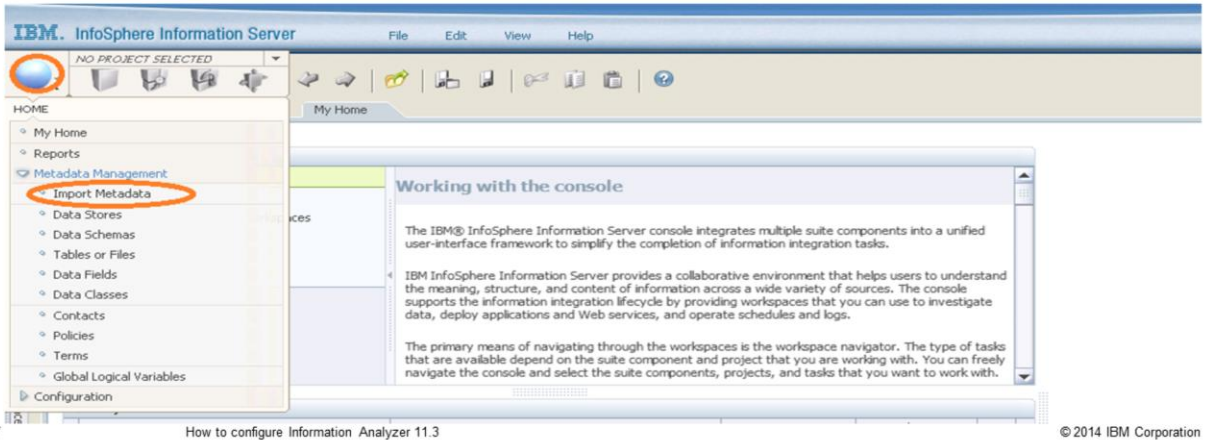 IBM. InfoSphere Information Server File Edit View Help
NO PROJECT SELECTED
HOME
My Home
My Home
Reports
Metadata Management
Import Metadata
Data Stores
Data Schemas
Tables or Files
Data Fields
Data Classes
Contacts
Policies
Terms
Global Logical Variables
Configuration
Working with the console
The IBM® InfoSphere Information Server console integrates multiple suite components into a unified
user-interface framework to simplify the completion of information integration tasks.
IBM InfoSphere Information Server provides a collaborative environment that helps users to understand
the meaning, structure, and content of information across a wide variety of sources. The console
supports the information integration lifecycle by providing workspaces that you can use to investigate
data, deploy applications and Web services, and operate schedules and logs.
The primary means of navigating through the workspaces is the workspace navigator. The type of tasks
that are available depend on the suite component and project that you are working with. You can freely
navigate the console and select the suite components, projects, and tasks that you want to work with.
How to configure Information Analyzer 11.3
© 2014 IBM Corporation